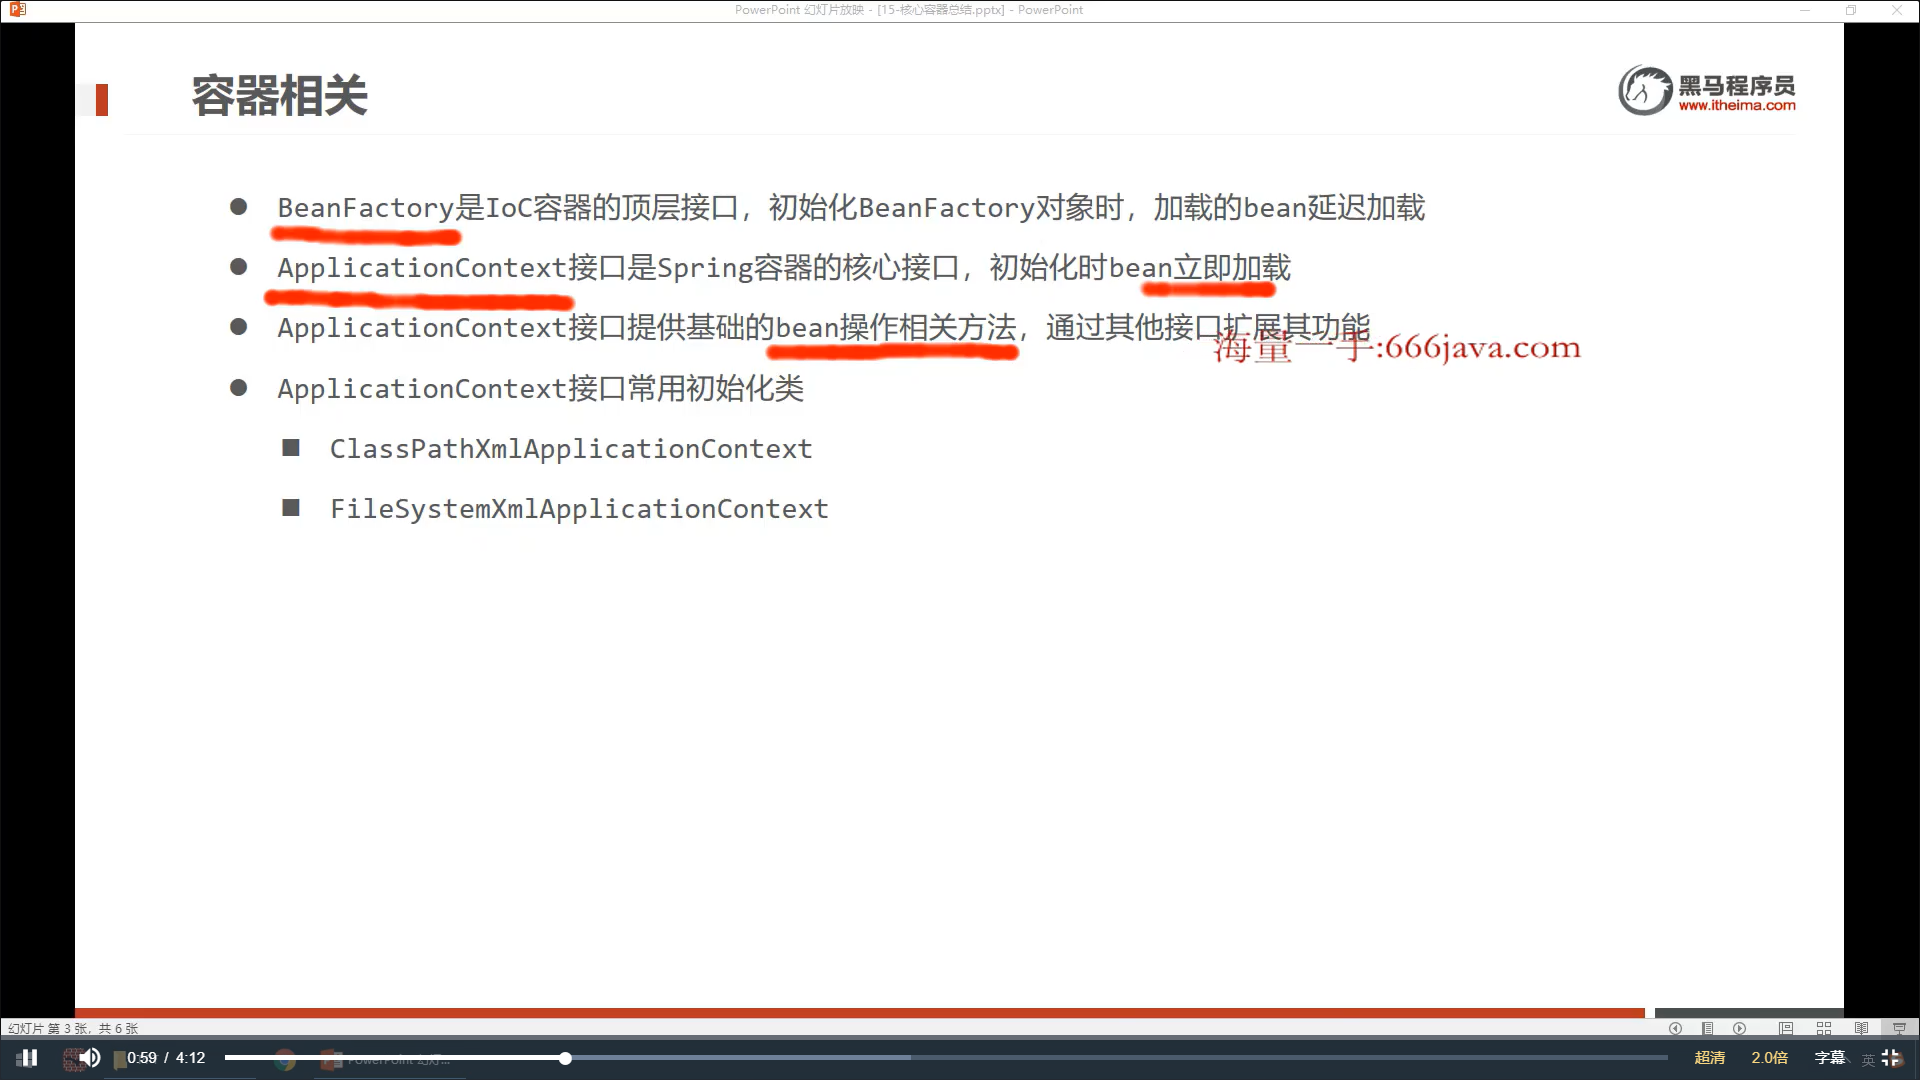 PowerPoint 幻灯片放映 - [15-核心容器总结.pptx] - PowerPoint
容器相关
黑马程序员
www.itheima.com
● BeanFactory是IoC容器的顶层接口，初始化BeanFactory对象时，加载的bean延迟加载
● ApplicationContext接口是Spring容器的核心接口，初始化时bean立即加载
● ApplicationContext接口提供基础的bean操作相关方法，通过其他接口扩展其功能
海量一手:666java.com
● ApplicationContext接口常用初始化类
■ ClassPathXmlApplicationContext
■ FileSystemXmlApplicationContext
幻灯片 第 3 张，共 6 张
0:59 / 4:12
PowerPoint 幻灯...
超清
2.0倍
字幕
英